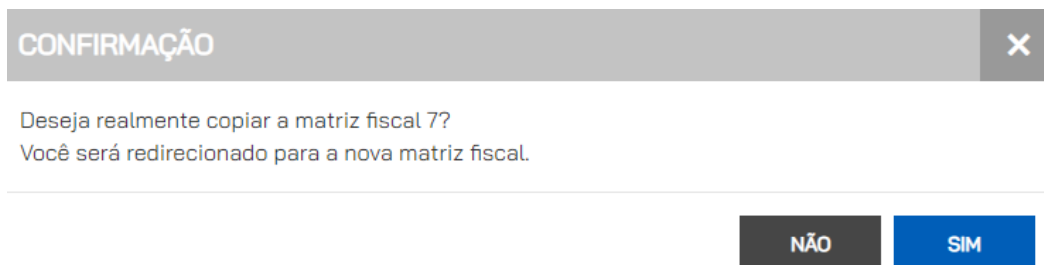 CONFIRMAÇÃO
Deseja realmente copiar a matriz fiscal 7?
Você será redirecionado para a nova matriz fiscal.
NÃO SIM